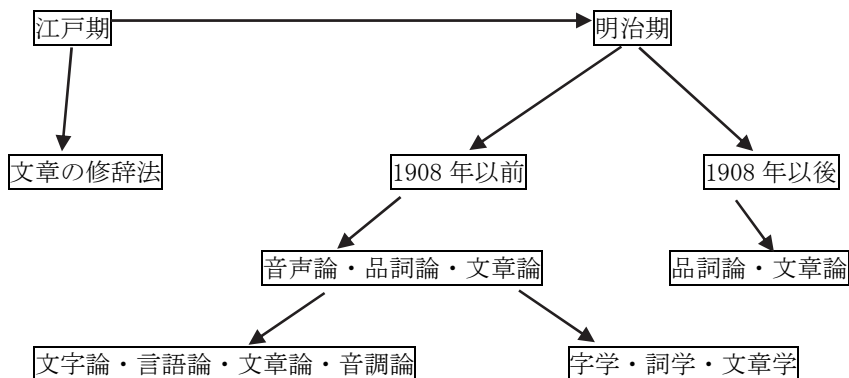 江戸期
明治期
文章の修辞法
1908 年以前
1908 年以後
音声論・品詞論・文章論
品詞論・文章論
文字論・言語論・文章論・音調論
字学・詞学・文章学